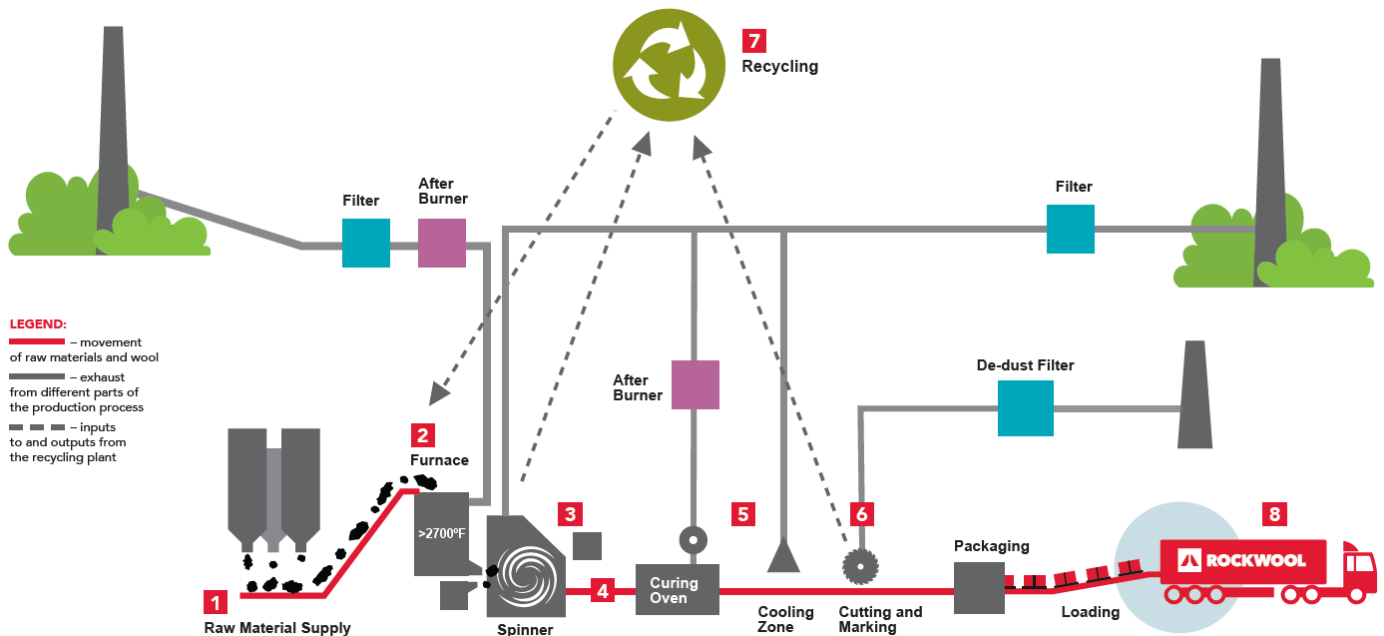 7
Recycling
Filter
After
Burner
Filter
LEGEND:
– movement
of raw materials and wool
– exhaust
from different parts of
the production process
– inputs
to and outputs from
the recycling plant
After
Burner
De-dust Filter
2
Furnace
>2700ºF
3
5
6
8
Packaging
ROCKWOOL
1
4
Curing
Oven
Raw Material Supply
Spinner
Cooling
Zone
Cutting and
Marking
Loading